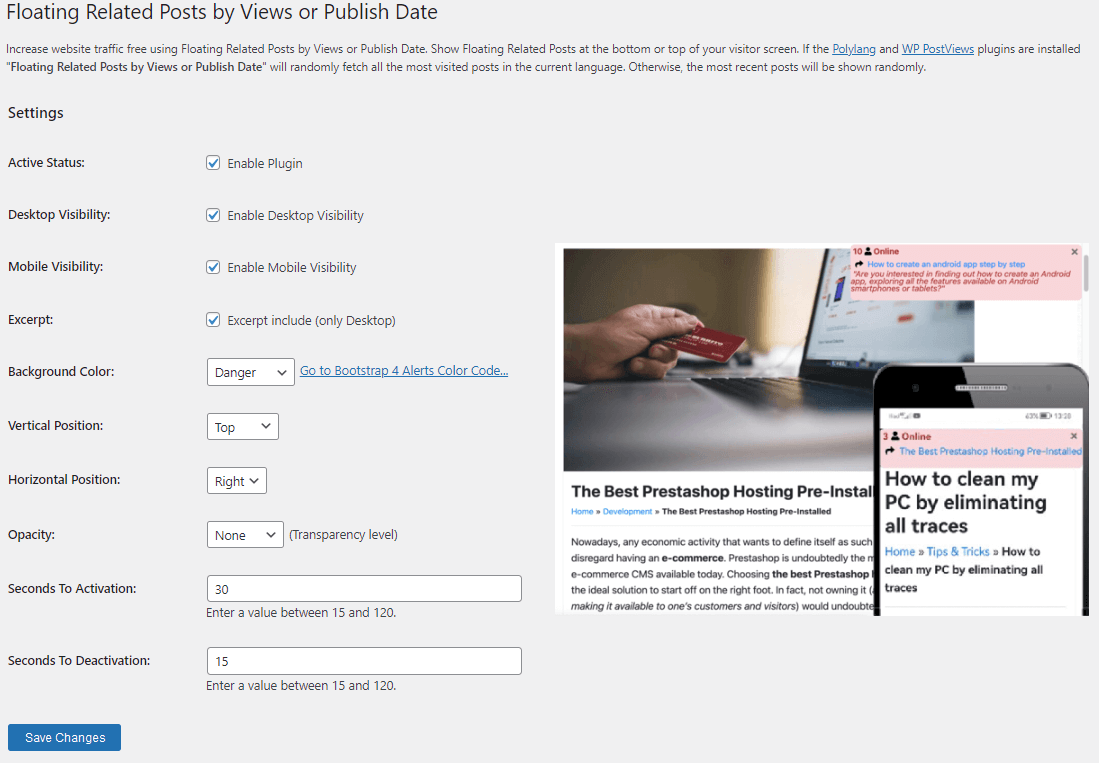 Floating Related Posts by Views or Publish Date
Increase website traffic free using Floating Related Posts by Views or Publish Date. Show Floating Related Posts at the bottom or top of your visitor screen. If the Polylang and WP PostViews plugins are installed
"Floating Related Posts by Views or Publish Date" will randomly fetch all the most visited posts in the current language. Otherwise, the most recent posts will be shown randomly.
Settings
Active Status:
Enable Plugin
Desktop Visibility:
Enable Desktop Visibility
Mobile Visibility:
Enable Mobile Visibility
Excerpt:
Excerpt include (only Desktop)
Background Color:
Danger
Go to Bootstrap 4 Alerts Color Code...
Vertical Position:
Top
Horizontal Position:
Right
Opacity:
None
(Transparency level)
Seconds To Activation:
30
Enter a value between 15 and 120.
Seconds To Deactivation:
15
Enter a value between 15 and 120.
Save Changes
10 Online
How to create an android app step by step
"Are you interested in finding out how to create an Android
app, exploring all the features available on Android
smartphones or tablets?"
The Best Prestashop Hosting Pre-Instal
Home » Development » The Best Prestashop Hosting Pre-Installed
Nowadays, any economic activity that wants to define itself as such
disregard having an e-commerce. Prestashop is undoubtedly the m
e-commerce CMS available today. Choosing the best Prestashop
the ideal solution to start off on the right foot. In fact, not owning it (
making it available to one's customers and visitors) would undoubte
63% 13:20
3 Online
The Best Prestashop Hosting Pre-Installed
How to clean my
PC by eliminating
all traces
Home » Tips & Tricks » How to
clean my PC by eliminating all
traces